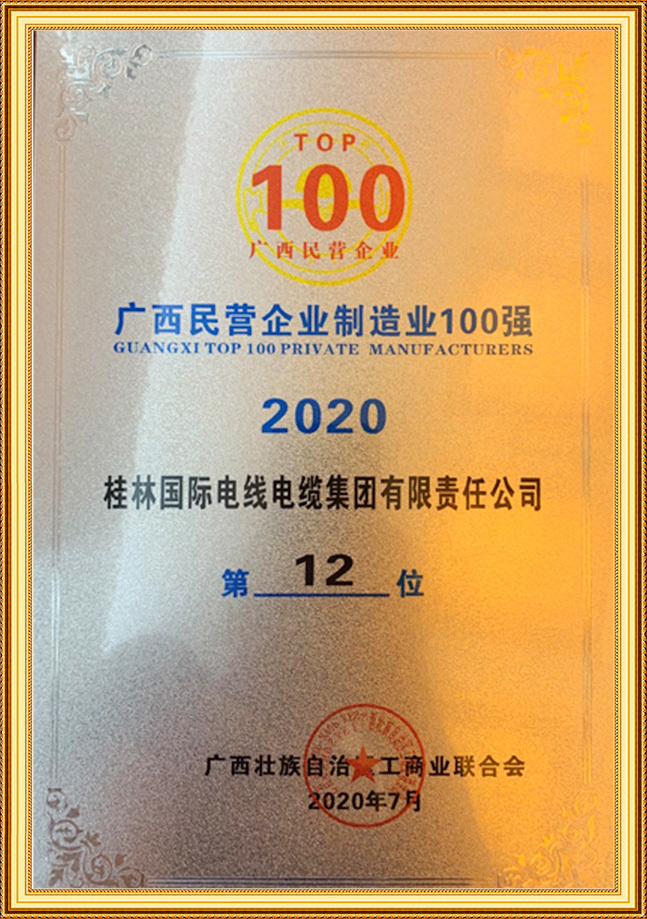 TOP
100
广西民营企业
广西民营企业制造业100强
GUANGXI TOP 100 PRIVATE MANUFACTURERS
2020
桂林国际电线电缆集团有限责任公司
第 12 位
广西壮族自治 工商业联合会
2020年7月